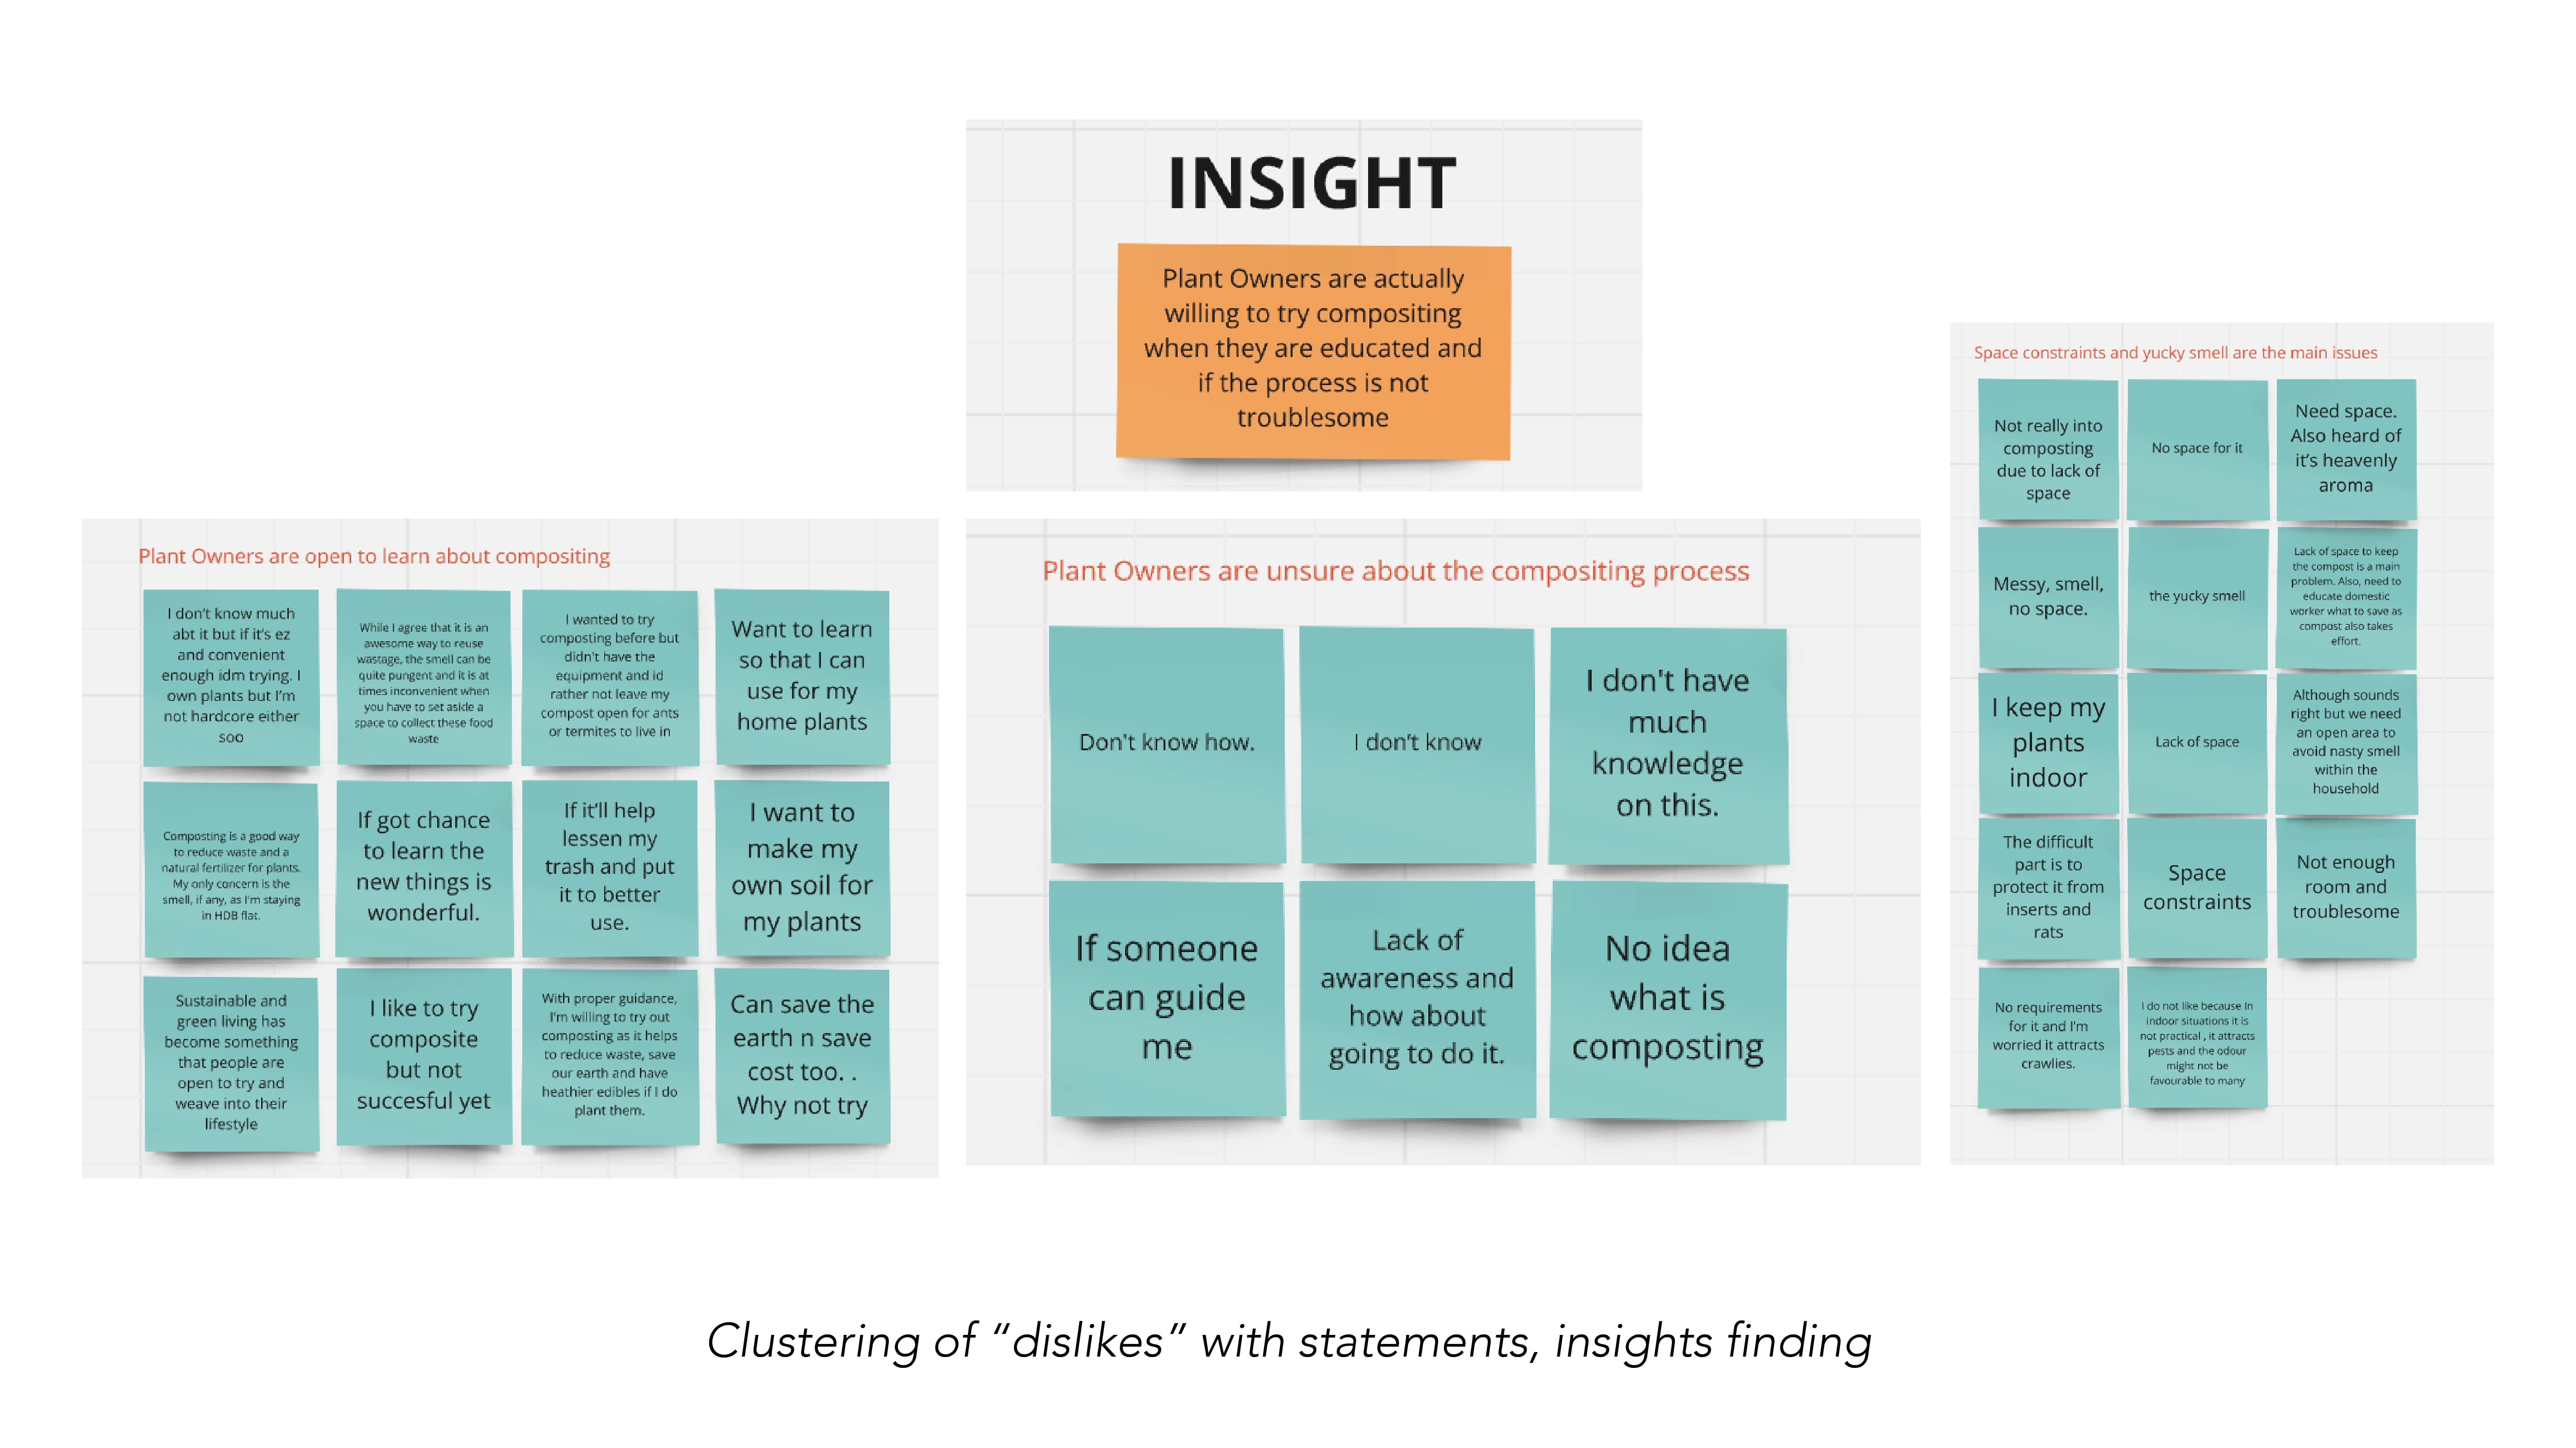 INSIGHT
Plant Owners are actually
willing to try compositing
when they are educated and
if the process is not
troublesome
Plant Owners are open to learn about compositing
I don't know much
abt it but if it's ez
and convenient
enough idm trying. I
own plants but I'm
not hardcore either
soo
While I agree that it is an
awesome way to reuse
wastage, the smell can be
quite pungent and it is at
times inconvenient when
you have to set aside a
space to collect these food
waste
I wanted to try
composting before but
didn't have the
equipment and id
rather not leave my
compost open for ants
or termites to live in
Want to learn
so that I can
use for my
home plants
Composting is a good way
to reduce waste and a
natural fertilizer for plants.
My only concern is the
smell, if any, as I'm staying
in HDB flat.
If got chance
to learn the
new things is
wonderful.
If it'll help
lessen my
trash and put
it to better
use.
I want to
make my
own soil for
my plants
Sustainable and
green living has
become something
that people are
open to try and
weave into their
lifestyle
I like to try
composite
but not
succesful yet
With proper guidance,
I'm willing to try out
composting as it helps
to reduce waste, save
our earth and have
heathier edibles if I do
plant them.
Can save the
earth n save
cost too. .
Why not try
Plant Owners are unsure about the compositing process
Don't know how.
I don't know
I don't have
much
knowledge
on this.
If someone
can guide
me
Lack of
awareness and
how about
going to do it.
No idea
what is
composting
Space constraints and yucky smell are the main issues
Not really into
composting
due to lack of
space
No space for it
Need space.
Also heard of
it's heavenly
aroma
Messy, smell,
no space.
the yucky smell
Lack of space to keep
the compost is a main
problem. Also, need to
educate domestic
worker what to save as
compost also takes
effort.
I keep my
plants
indoor
Lack of space
Although sounds
right but we need
an open area to
avoid nasty smell
within the
household
The difficult
part is to
protect it from
inserts and
rats
Space
constraints
Not enough
room and
troublesome
No requirements
for it and I'm
worried it attracts
crawlies.
I do not like because In
indoor situations it is
not practical , it attracts
pests and the odour
might not be
favourable to many
Clustering of “dislikes” with statements, insights finding